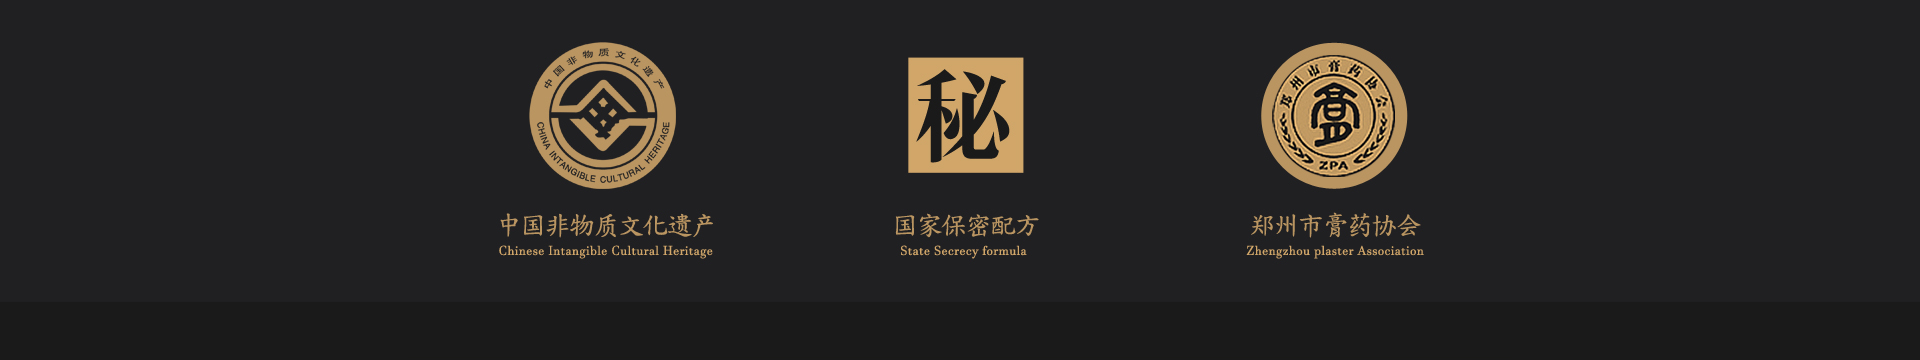 中国非物质文化遗产
CHINA INTANGIBLE CULTURAL HERITAGE
中国非物质文化遗产
Chinese Intangible Cultural Heritage
秘
国家保密配方
State Secrecy formula
郑州市膏药协会
膏
ZPA
郑州市膏药协会
Zhengzhou plaster Association